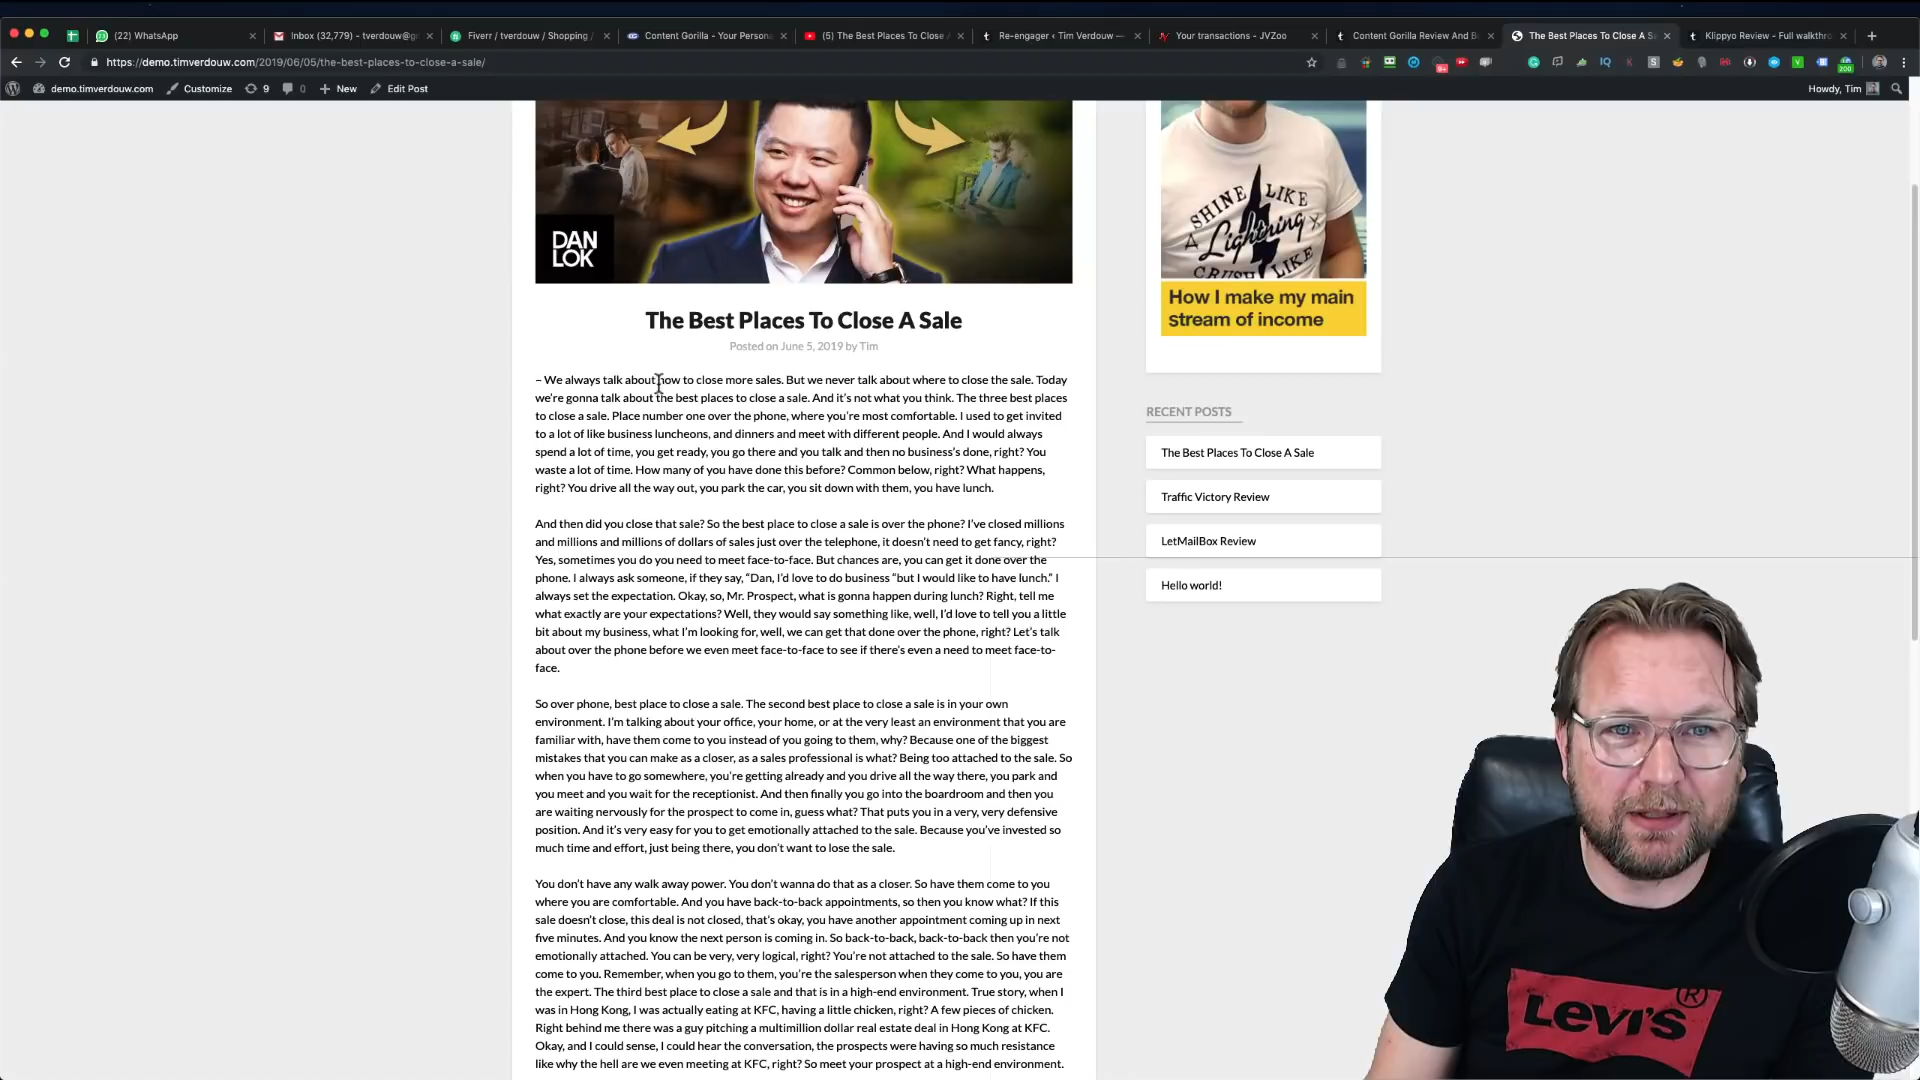 (22) WhatsApp
Inbox (32,779) - tverdouw@gm
Fiverr / tverdouw / Shopping /
Content Gorilla - Your Persona
(5) The Best Places To Close A
Re-engager ‹ Tim Verdouw —
Your transactions - JVZoo
Content Gorilla Review And Bo
The Best Places To Close A Sa
Klippyo Review - Full walkthro
https://demo.timverdouw.com/2019/06/05/the-best-places-to-close-a-sale/
demo.timverdouw.com
Customize
9
0
New
Edit Post
Howdy, Tim
DAN
LOK
The Best Places To Close A Sale
Posted on June 5, 2019 by Tim
– We always talk about how to close more sales. But we never talk about where to close the sale. Today
we're gonna talk about the best places to close a sale. And it's not what you think. The three best places
to close a sale. Place number one over the phone, where you're most comfortable. I used to get invited
to a lot of like business luncheons, and dinners and meet with different people. And I would always
spend a lot of time, you get ready, you go there and you talk and then no business's done, right? You
waste a lot of time. How many of you have done this before? Common below, right? What happens,
right? You drive all the way out, you park the car, you sit down with them, you have lunch.
And then did you close that sale? So the best place to close a sale is over the phone? I've closed millions
and millions and millions of dollars of sales just over the telephone, it doesn't need to get fancy, right?
Yes, sometimes you do you need to meet face-to-face. But chances are, you can get it done over the
phone. I always ask someone, if they say, “Dan, I'd love to do business “but I would like to have lunch.” I
always set the expectation. Okay, so, Mr. Prospect, what is gonna happen during lunch? Right, tell me
what exactly are your expectations? Well, they would say something like, well, I'd love to tell you a little
bit about my business, what I'm looking for, well, we can get that done over the phone, right? Let's talk
about over the phone before we even meet face-to-face to see if there's even a need to meet face-to-
face.
So over phone, best place to close a sale. The second best place to close a sale is in your own
environment. I'm talking about your office, your home, or at the very least an environment that you are
familiar with, have them come to you instead of you going to them, why? Because one of the biggest
mistakes that you can make as a closer, as a sales professional is what? Being too attached to the sale. So
when you have to go somewhere, you're getting already and you drive all the way there, you park and
you meet and you wait for the receptionist. And then finally you go into the boardroom and then you
are waiting nervously for the prospect to come in, guess what? That puts you in a very, very defensive
position. And it's very easy for you to get emotionally attached to the sale. Because you've invested so
much time and effort, just being there, you don't want to lose the sale.
You don't have any walk away power. You don't wanna do that as a closer. So have them come to you
where you are comfortable. And you have back-to-back appointments, so then you know what? If this
sale doesn't close, this deal is not closed, that's okay, you have another appointment coming up in next
five minutes. And you know the next person is coming in. So back-to-back, back-to-back then you're not
emotionally attached. You can be very, very logical, right? You're not attached to the sale. So have them
come to you. Remember, when you go to them, you're the salesperson when they come to you, you are
the expert. The third best place to close a sale and that is in a high-end environment. True story, when I
was in Hong Kong, I was actually eating at KFC, having a little chicken, right? A few pieces of chicken.
Right behind me there was a guy pitching a multimillion dollar real estate deal in Hong Kong at KFC.
Okay, and I could sense, I could hear the conversation, the prospects were having so much resistance
like why the hell are we even meeting at KFC, right? So meet your prospect at a high-end environment.
SHINE LIKE
Lightning
CRUSH LIKE
How I make my main
stream of income
RECENT POSTS
The Best Places To Close A Sale
Traffic Victory Review
LetMailBox Review
Hello world!
LEVI'S
®